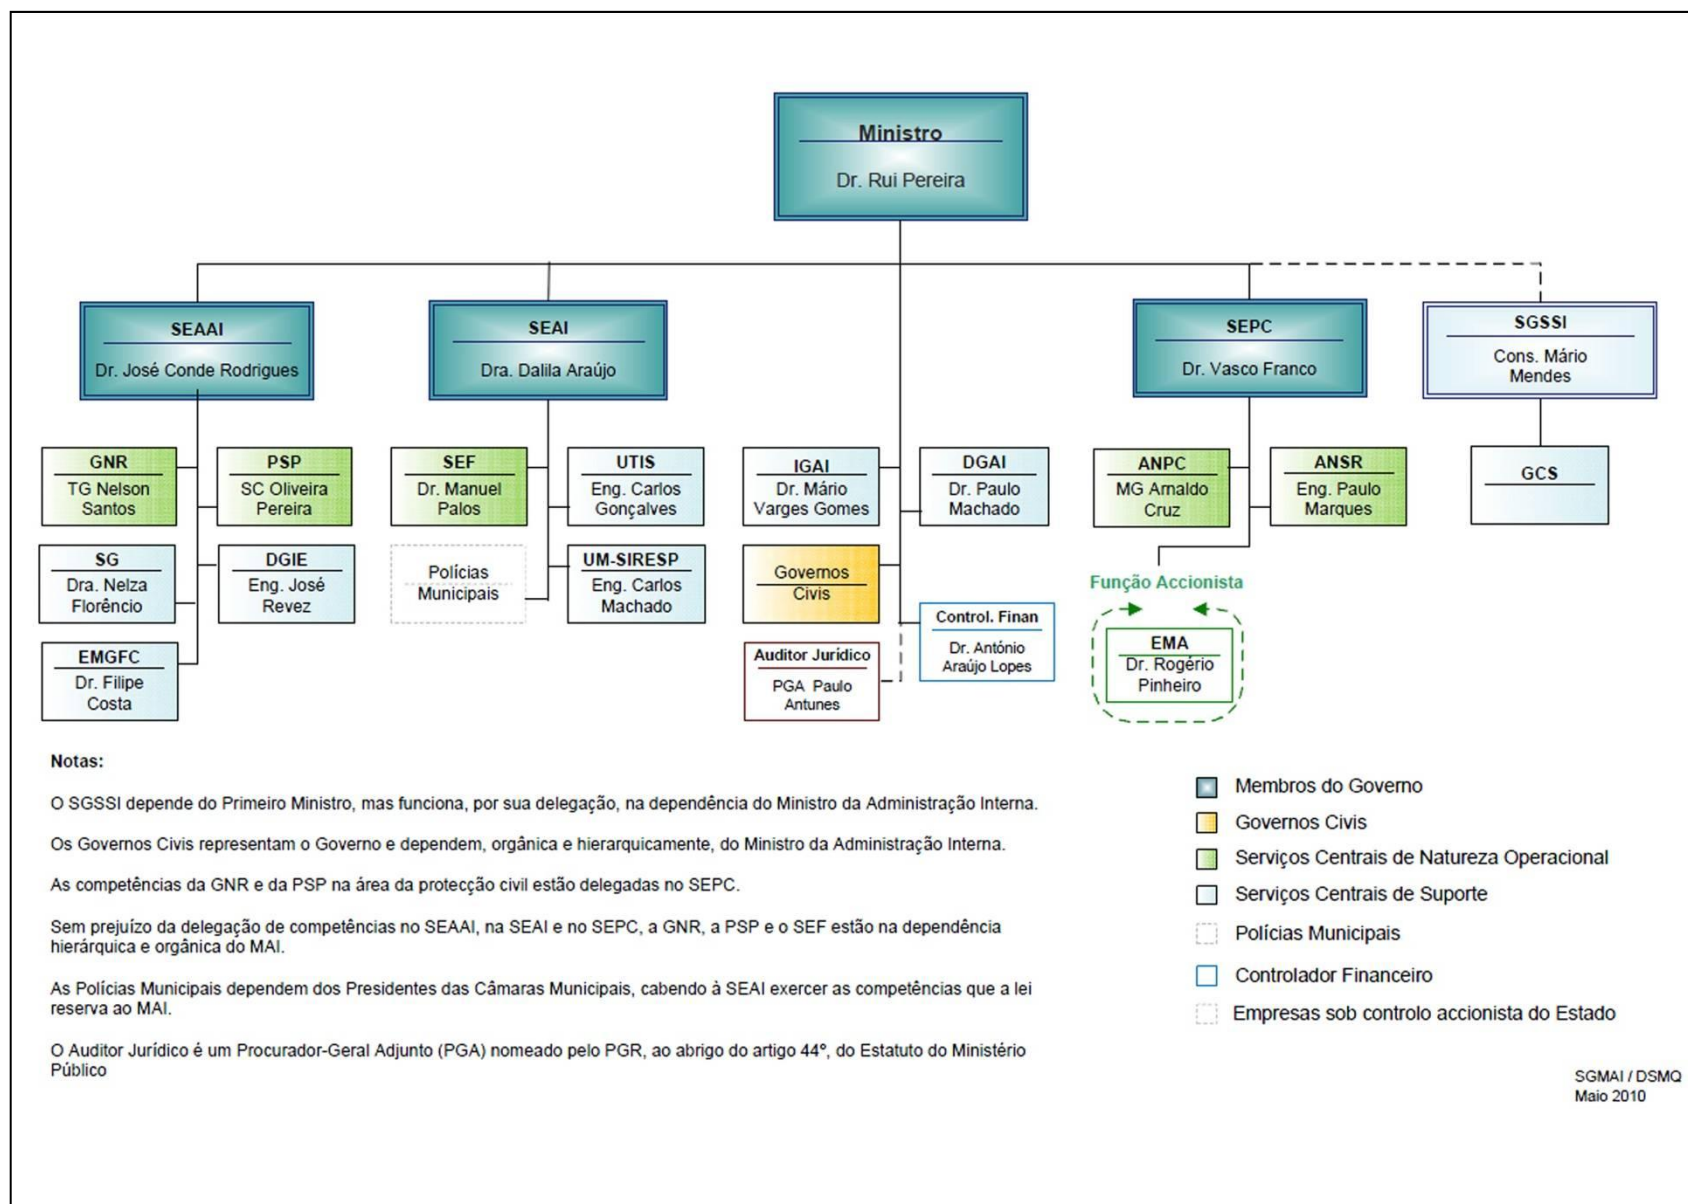 Ministro
Dr. Rui Pereira
SEAAI
Dr. José Conde Rodrigues
SEAI
Dra. Dalila Araújo
SEPC
Dr. Vasco Franco
SGSSI
Cons. Mário
Mendes
GNR
TG Nelson
Santos
PSP
SC Oliveira
Pereira
SEF
Dr. Manuel
Palos
UTIS
Eng. Carlos
Gonçalves
IGAI
Dr. Mário
Varges Gomes
DGAI
Dr. Paulo
Machado
ANPC
MG Arnaldo
Cruz
ANSR
Eng. Paulo
Marques
GCS
SG
Dra. Nelza
Florêncio
DGIE
Eng. José
Revez
Polícias
Municipais
UM-SIRESP
Eng. Carlos
Machado
Governos
Civis
Control. Finan
Dr. António
Araújo Lopes
Função Accionista
EMA
Dr. Rogério
Pinheiro
EMGFC
Dr. Filipe
Costa
Auditor Jurídico
PGA Paulo
Antunes
Notas:
O SGSSI depende do Primeiro Ministro, mas funciona, por sua delegação, na dependência do Ministro da Administração Interna.
Os Governos Civis representam o Governo e dependem, orgânica e hierarquicamente, do Ministro da Administração Interna.
As competências da GNR e da PSP na área da protecção civil estão delegadas no SEPC.
Sem prejuízo da delegação de competências no SEAAI, na SEAI e no SEPC, a GNR, a PSP e o SEF estão na dependência
hierárquica e orgânica do MAI.
As Polícias Municipais dependem dos Presidentes das Câmaras Municipais, cabendo à SEAI exercer as competências que a lei
reserva ao MAI.
O Auditor Jurídico é um Procurador-Geral Adjunto (PGA) nomeado pelo PGR, ao abrigo do artigo 44º, do Estatuto do Ministério
Público
Membros do Governo
Governos Civis
Serviços Centrais de Natureza Operacional
Serviços Centrais de Suporte
Polícias Municipais
Controlador Financeiro
Empresas sob controlo accionista do Estado
SGMAI / DSMQ
Maio 2010